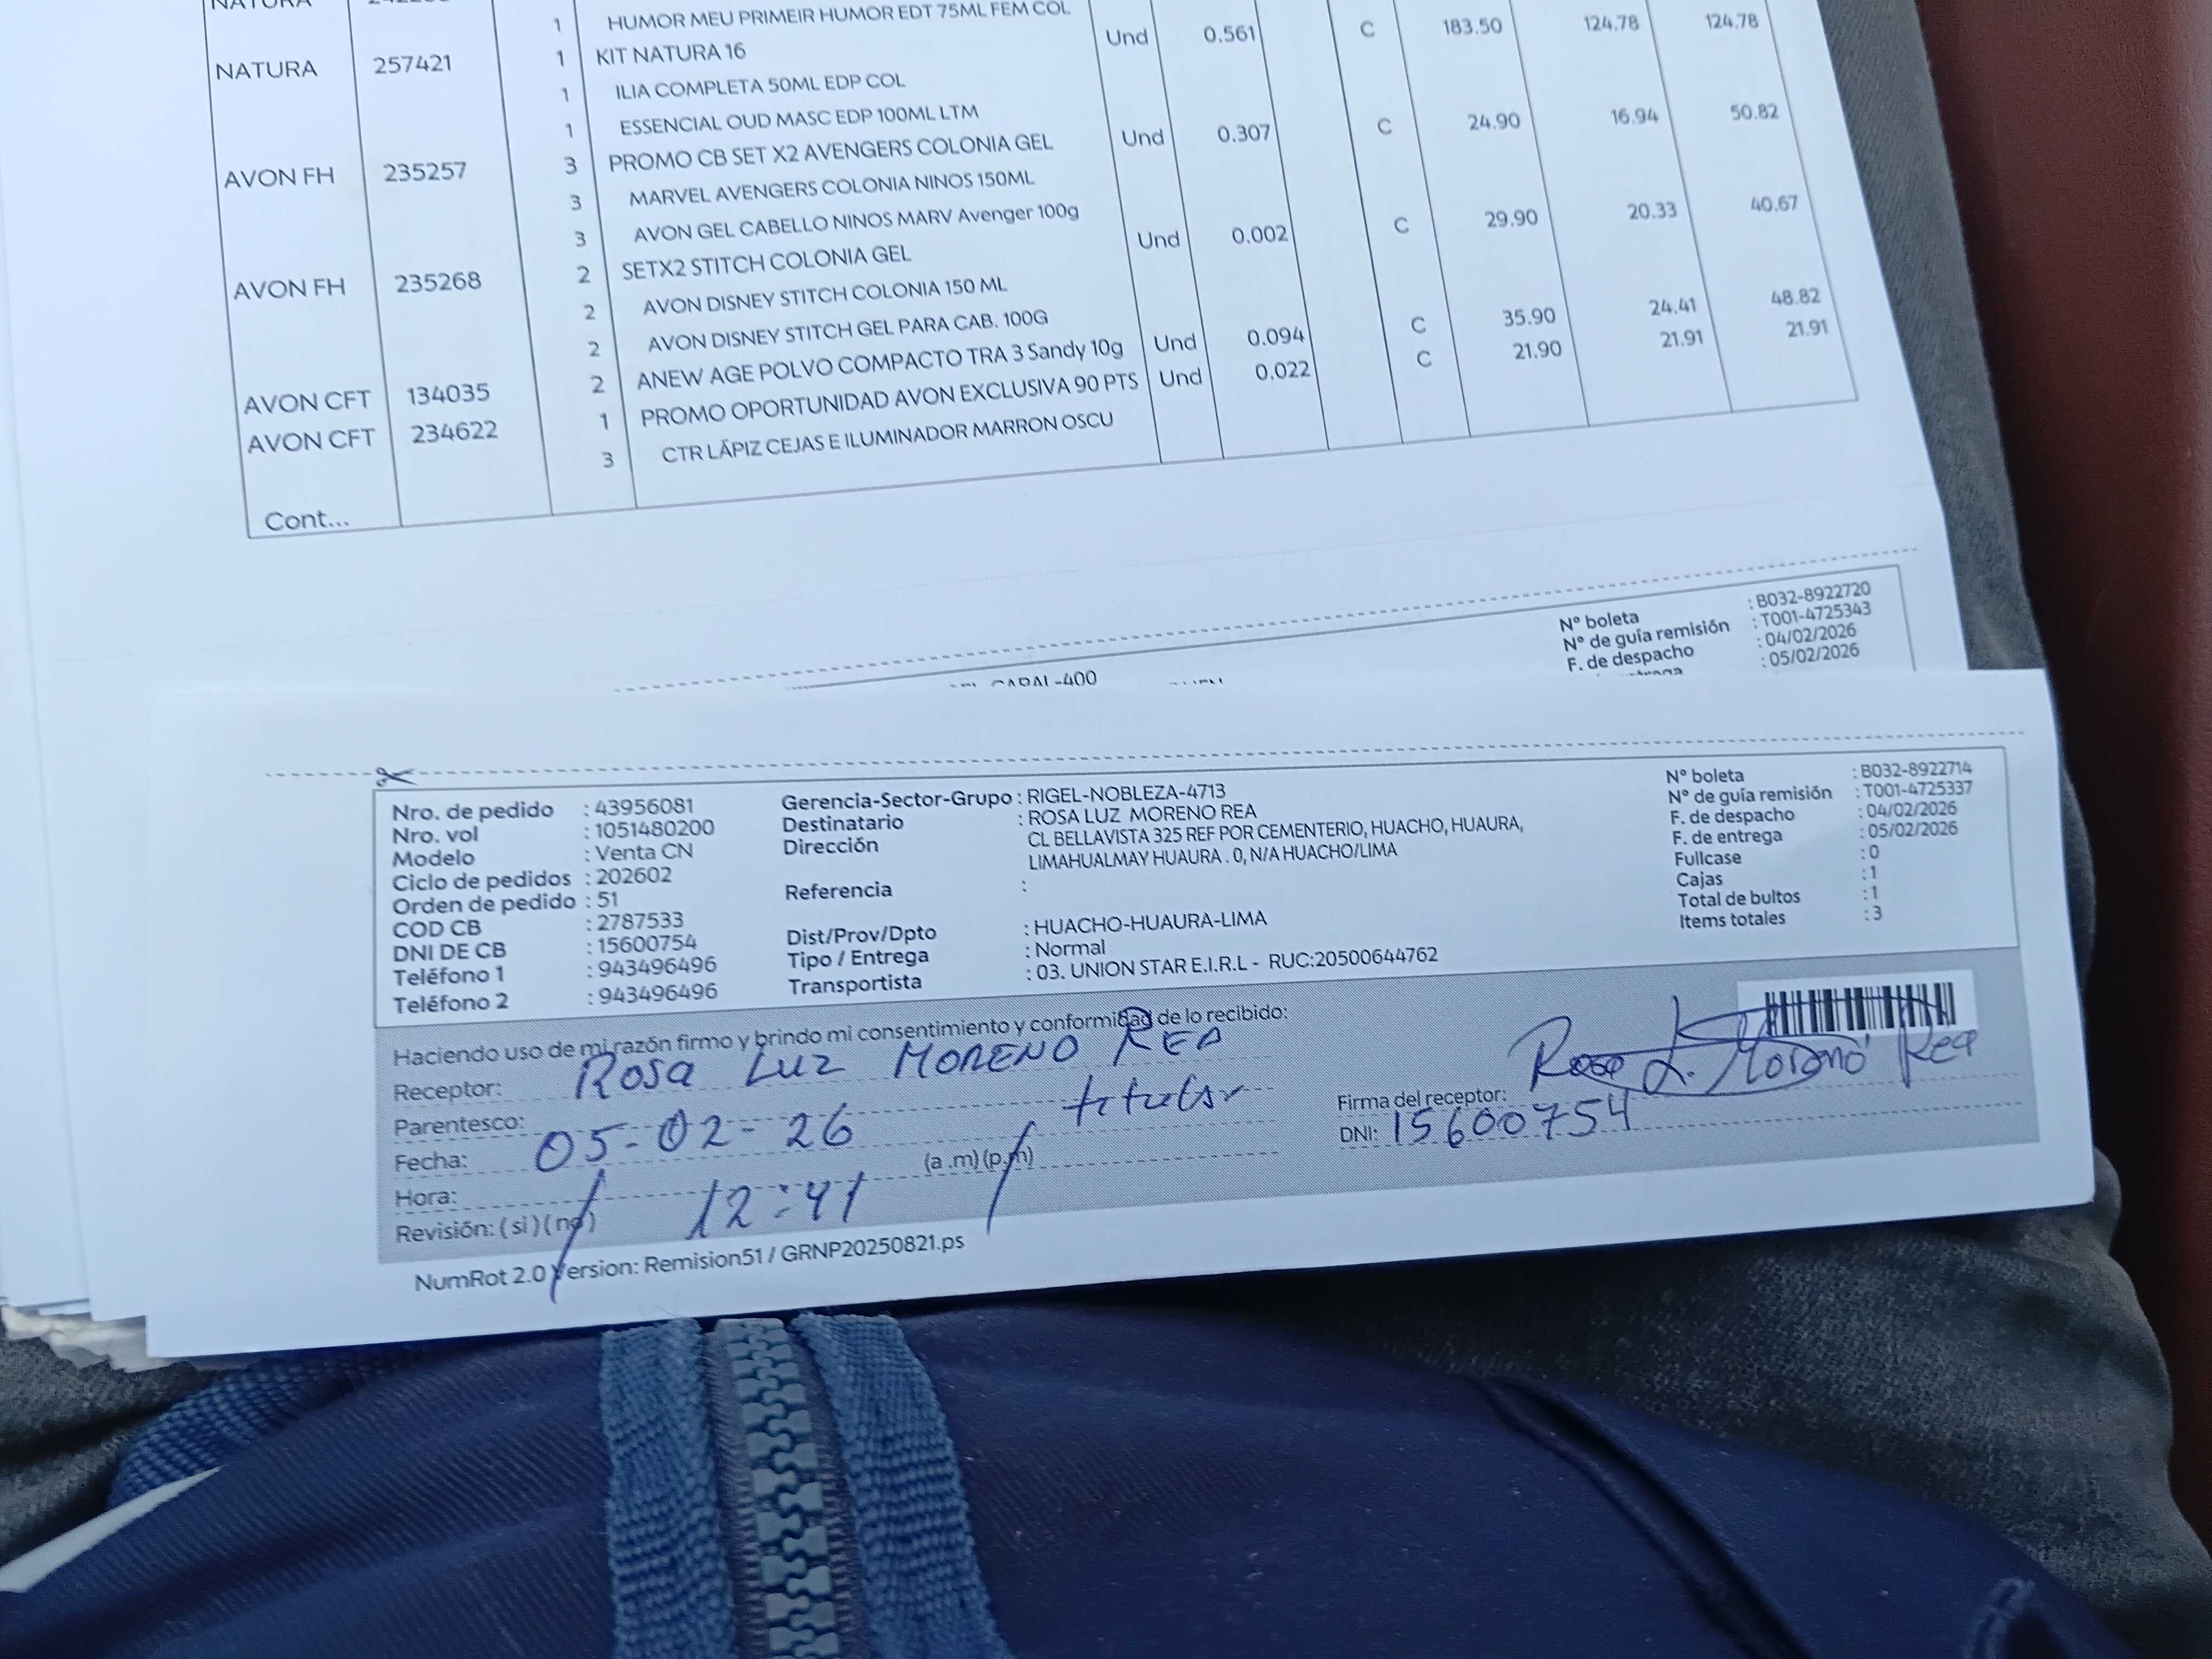 NATURA
1 HUMOR MEU PRIMEIR HUMOR EDT 75ML FEM COL
NATURA 257421 1 KIT NATURA 16 Und 0.561 C 183.50 124.78 124.78
1 ILIA COMPLETA 50ML EDP COL
1 ESSENCIAL OUD MASC EDP 100ML LTM
AVON FH 235257 3 PROMO CB SET X2 AVENGERS COLONIA GEL Und 0.307 C 24.90 16.94 50.82
3 MARVEL AVENGERS COLONIA NINOS 150ML
3 AVON GEL CABELLO NINOS MARV Avenger 100g
AVON FH 235268 2 SETX2 STITCH COLONIA GEL Und 0.002 C 29.90 20.33 40.67
2 AVON DISNEY STITCH COLONIA 150 ML
2 AVON DISNEY STITCH GEL PARA CAB. 100G
AVON CFT 134035 2 ANEW AGE POLVO COMPACTO TRA 3 Sandy 10g Und 0.094 C 35.90 24.41 48.82
AVON CFT 234622 1 PROMO OPORTUNIDAD AVON EXCLUSIVA 90 PTS Und 0.022 C 21.90 21.91 21.91
3 CTR LÁPIZ CEJAS E ILUMINADOR MARRON OSCU
Cont...
N° boleta : B032-8922720
N° de guía remisión : T001-4725343
F. de despacho : 04/02/2026
: 05/02/2026
Nro. de pedido : 43956081 Gerencia-Sector-Grupo : RIGEL-NOBLEZA-4713 N° boleta : B032-8922714
Nro. vol : 1051480200 Destinatario : ROSA LUZ MORENO REA N° de guía remisión : T001-4725337
Modelo : Venta CN Dirección CL BELLAVISTA 325 REF POR CEMENTERIO, HUACHO, HUAURA, F. de despacho : 04/02/2026
Ciclo de pedidos : 202602 LIMAHUALMAY HUAURA . 0, N/A HUACHO/LIMA F. de entrega : 05/02/2026
Orden de pedido : 51 Referencia : Fullcase : 0
COD CB : 2787533 Cajas : 1
DNI DE CB : 15600754 Dist/Prov/Dpto : HUACHO-HUAURA-LIMA Total de bultos : 1
Teléfono 1 : 943496496 Tipo / Entrega : Normal Items totales : 3
Teléfono 2 : 943496496 Transportista : 03. UNION STAR E.I.R.L - RUC:20500644762
Haciendo uso de mi razón firmo y brindo mi consentimiento y conformidad de lo recibido:
Receptor: Rosa Luz MORENO REA
Parentesco: titular
Firma del receptor: Rosa L. Moreno Rea
Fecha: 05-02-26
DNI: 15600754
Hora: 12:41 (a .m) (p.m)
Revisión: ( si ) ( no )
NumRot 2.0 Version: Remision51 / GRNP20250821.ps